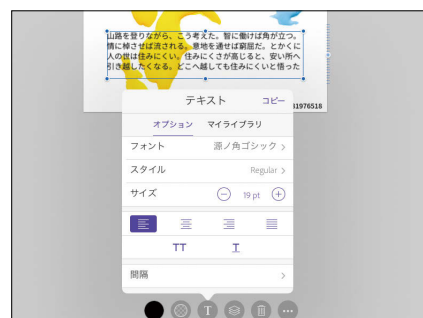 山路を登りながら、こう考えた。智に働けば角が立つ。
情に棹させば流される。意地を通せば窮屈だ。とかくに
人の世は住みにくい。住みにくさが高じると、安い所へ
引き越したくなる。どこへ越しても住みにくいと悟った
31976518
テキスト コピー
オプション マイライブラリ
フォント 源ノ角ゴシック >
スタイル Regular >
サイズ 19 pt
TT T
間隔 >
T